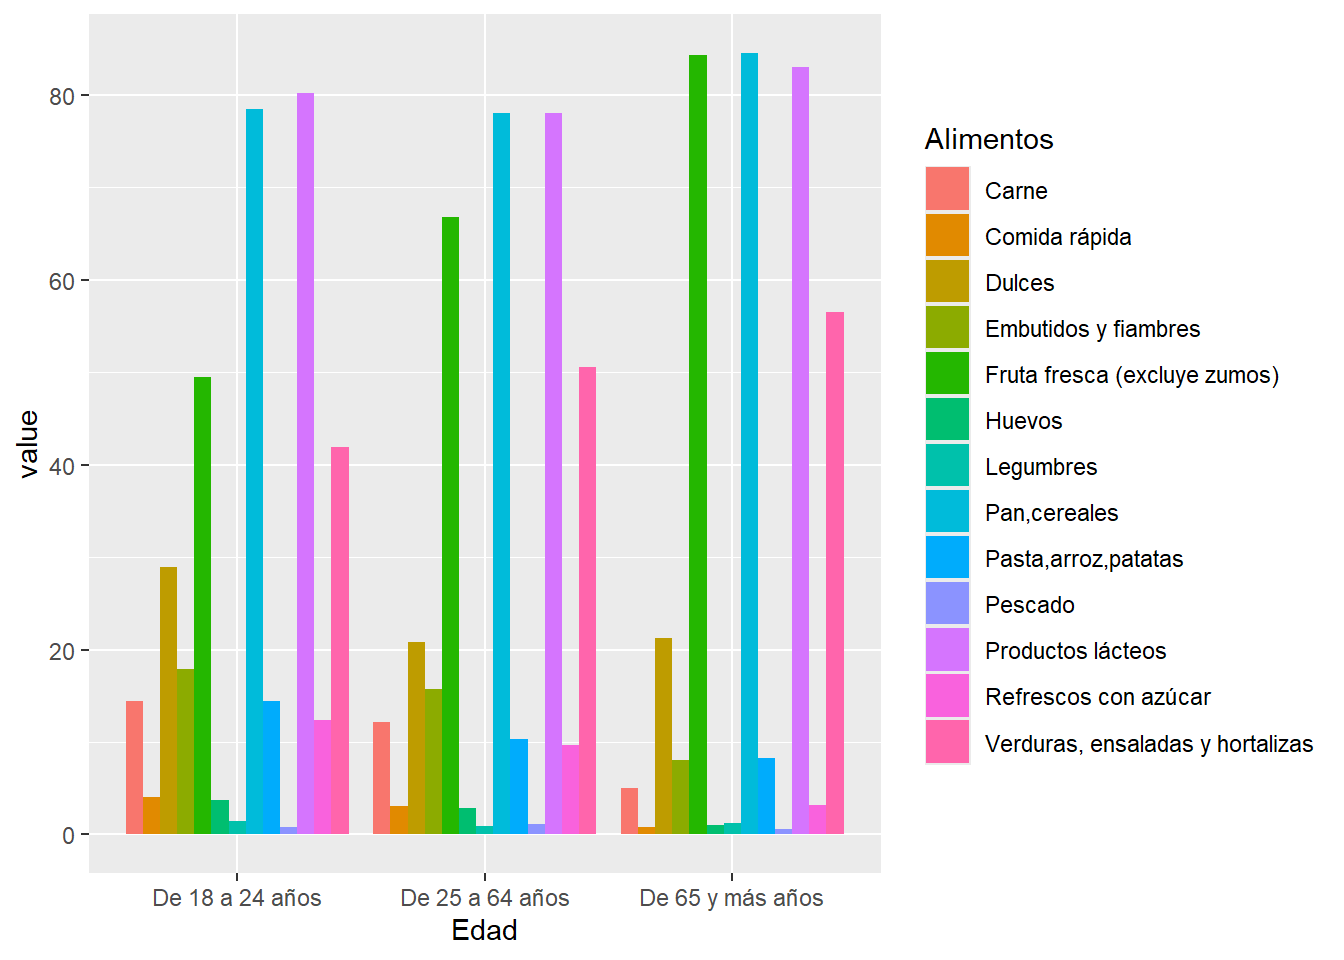 80
60
40
20
0
value
De 18 a 24 años
De 25 a 64 años
De 65 y más años
Edad
Alimentos
Carne
Comida rápida
Dulces
Embutidos y fiambres
Fruta fresca (excluye zumos)
Huevos
Legumbres
Pan,cereales
Pasta,arroz,patatas
Pescado
Productos lácteos
Refrescos con azúcar
Verduras, ensaladas y hortalizas